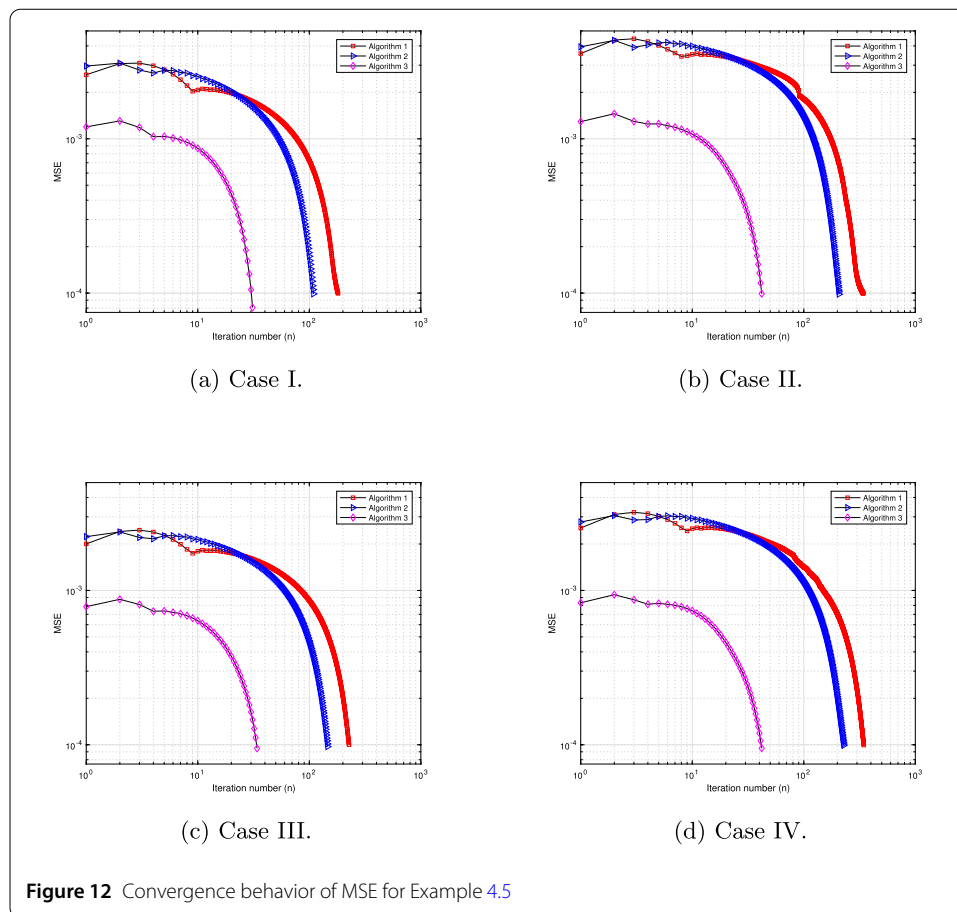 Algorithm 1
Algorithm 2
Algorithm 3
10^-3
10^-4
MSE
10^0 10^1 10^2 10^3
Iteration number (n)
(a) Case I.
Algorithm 1
Algorithm 2
Algorithm 3
10^-3
10^-4
MSE
10^0 10^1 10^2 10^3
Iteration number (n)
(b) Case II.
Algorithm 1
Algorithm 2
Algorithm 3
10^-3
10^-4
MSE
10^0 10^1 10^2 10^3
Iteration number (n)
(c) Case III.
Algorithm 1
Algorithm 2
Algorithm 3
10^-3
10^-4
MSE
10^0 10^1 10^2 10^3
Iteration number (n)
(d) Case IV.
Figure 12 Convergence behavior of MSE for Example 4.5